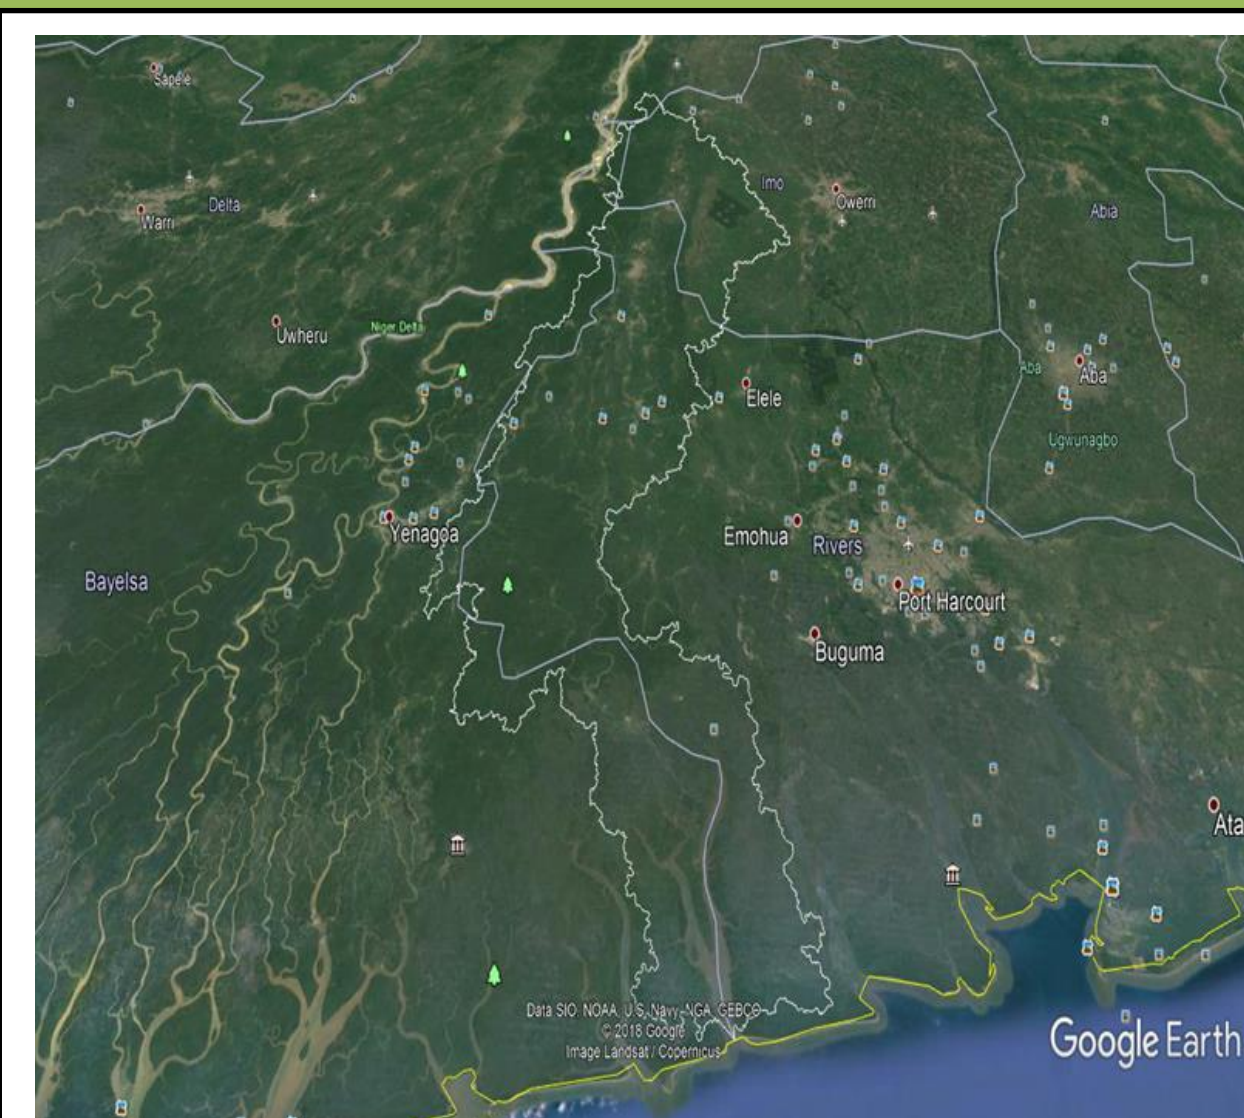 Sapele
Imo
Owerri
Abia
Delta
Warri
Niger Delta
Uwheru
Aba
Aba
Elele
Ugwunagbo
Yenagoa
Emohua
Rivers
Bayelsa
Port Harcourt
Buguma
Ata
Data SIO, NOAA, U.S. Navy, NGA, GEBCO
© 2018 Google
Image Landsat / Copernicus
Google Earth